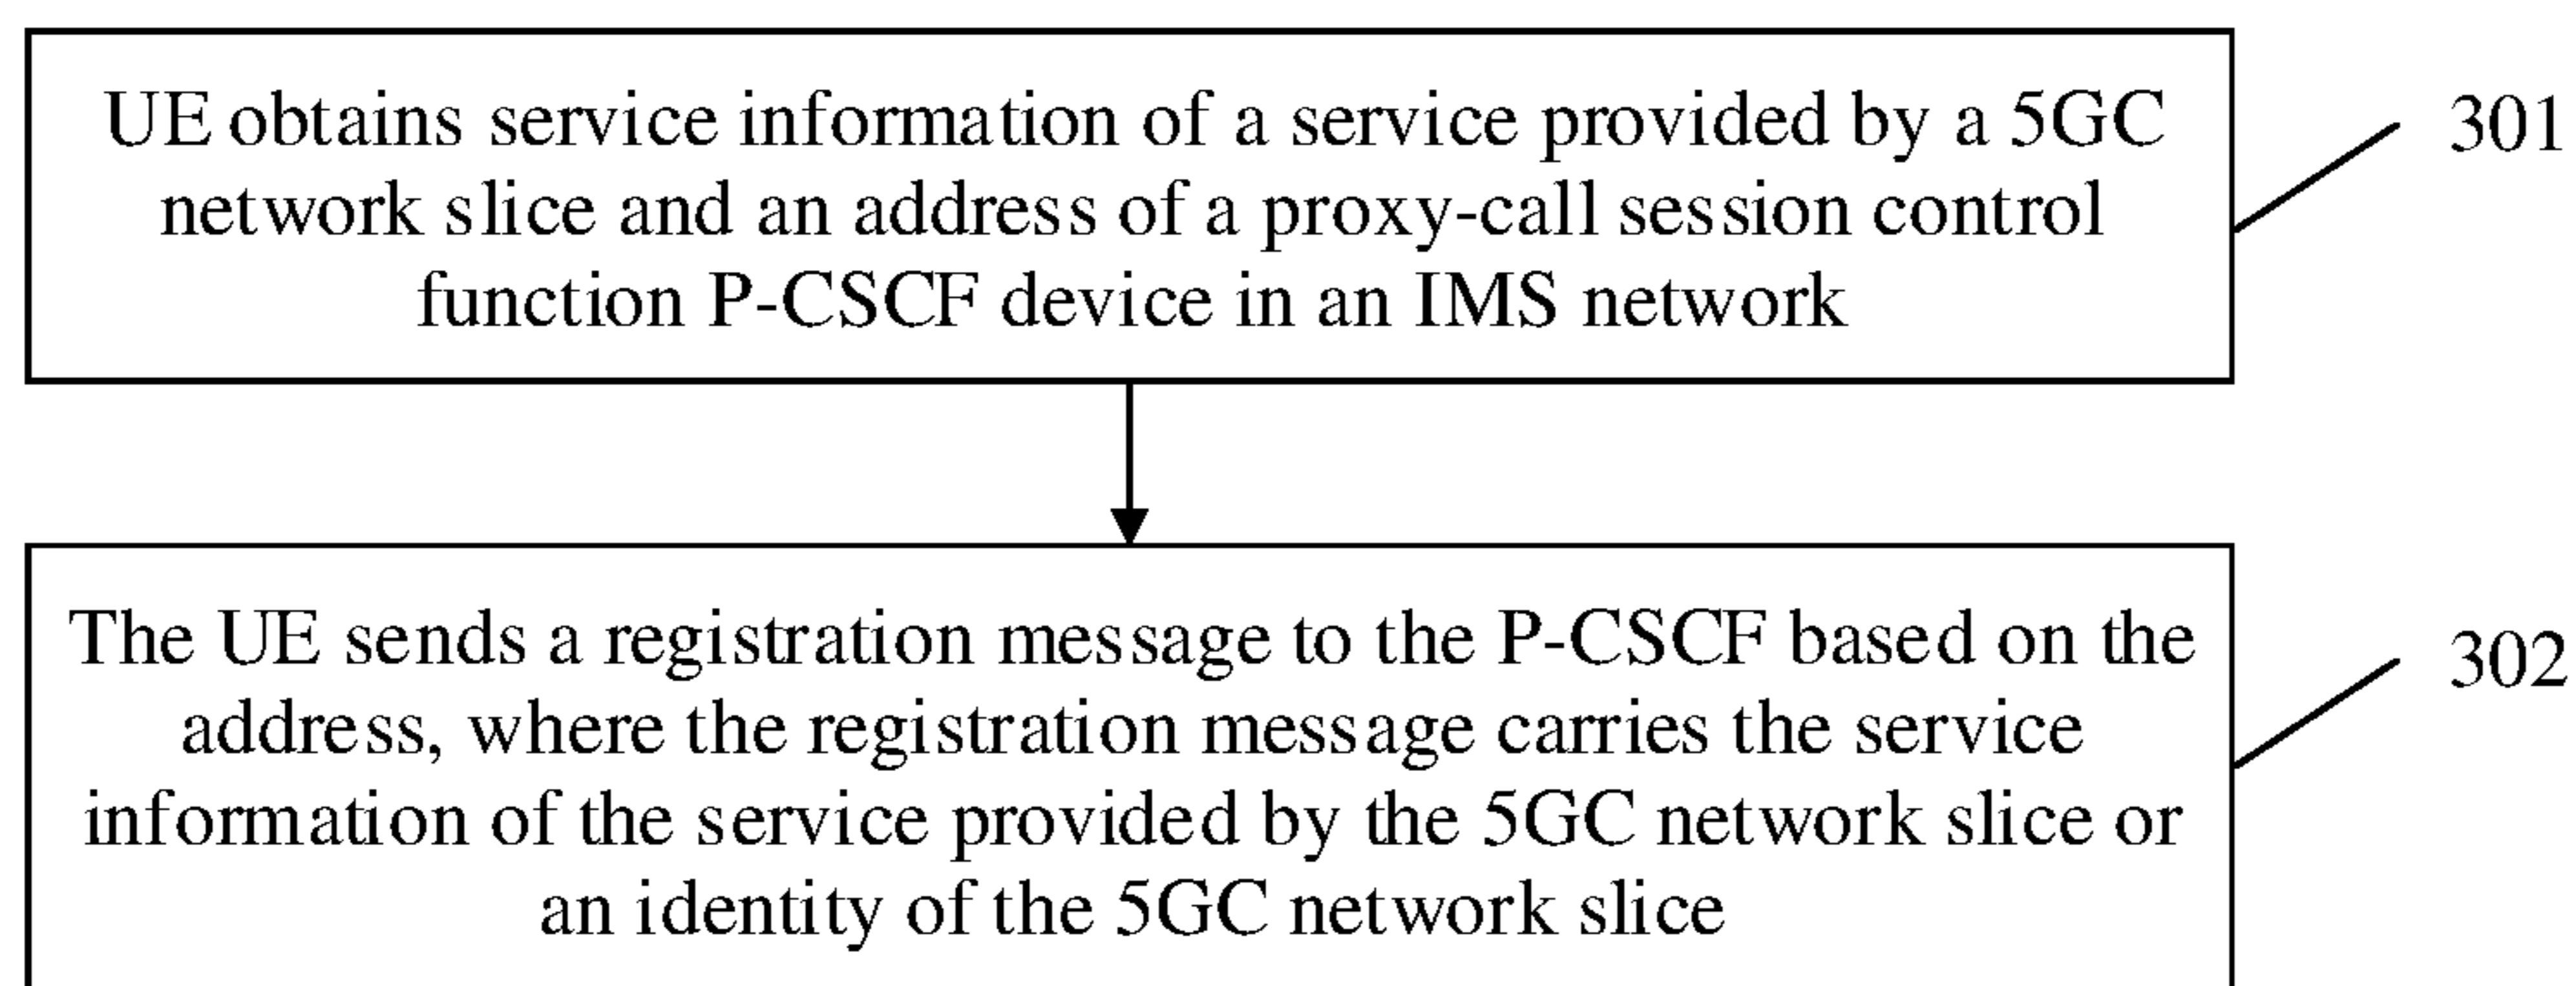 UE obtains service information of a service provided by a 5GC
network slice and an address of a proxy-call session control
function P-CSCF device in an IMS network
301
The UE sends a registration message to the P-CSCF based on the
address, where the registration message carries the service
information of the service provided by the 5GC network slice or
an identity of the 5GC network slice
302